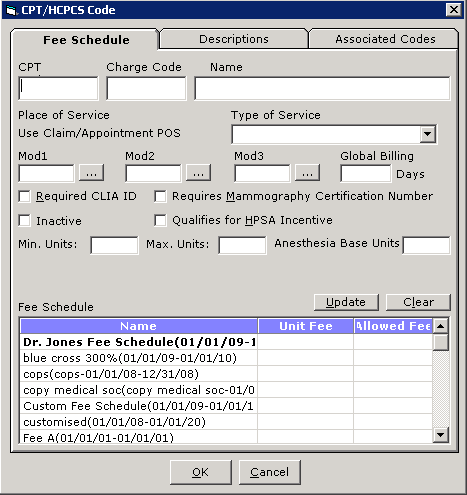 CPT/HCPCS Code
Fee Schedule Descriptions Associated Codes
CPT Charge Code Name
Place of Service Type of Service
Use Claim/Appointment POS
Mod1 Mod2 Mod3 Global Billing
... ... ... Days
Required CLIA ID Requires Mammography Certification Number
Inactive Qualifies for HPSA Incentive
Min. Units: Max. Units: Anesthesia Base Units
Fee Schedule Update Clear
Name Unit Fee Allowed Fee
Dr. Jones Fee Schedule(01/01/09-1
blue cross 300%(01/01/09-01/01/10)
cops(cops-01/01/08-12/31/08)
copy medical soc(copy medical soc-01/0
Custom Fee Schedule(01/01/09-01/01/1
customised(01/01/08-01/01/20)
Fee A(01/01/01-01/01/01)
OK Cancel